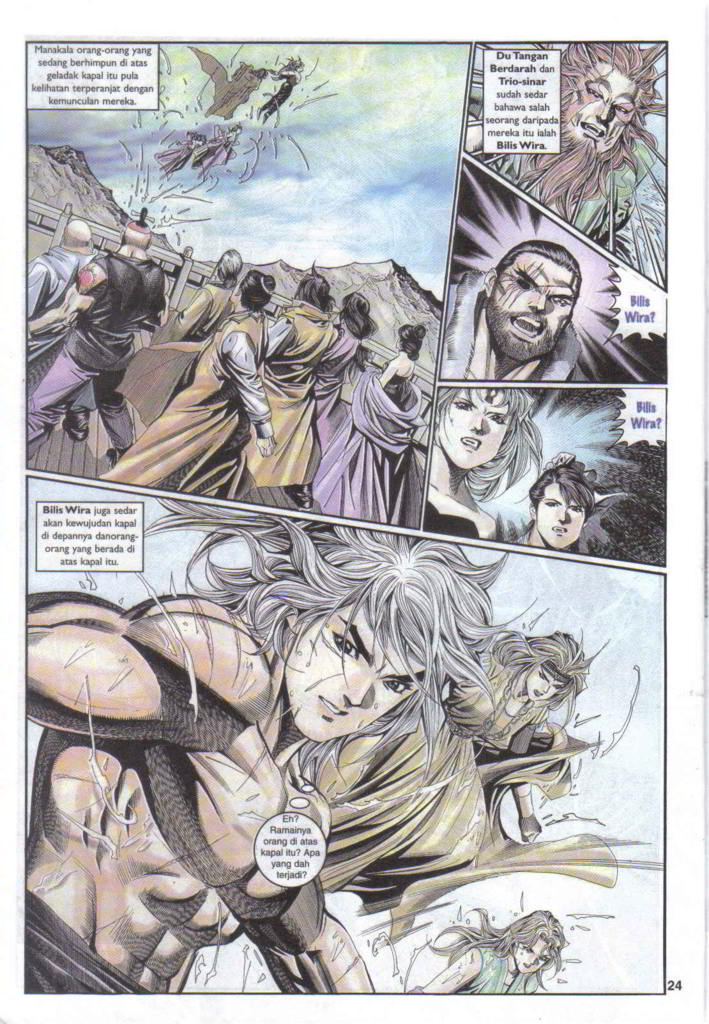 Manakala orang-orang yang
sedang berhimpun di atas
geladak kapal itu pula
kelihatan terperanjat dengan
kemunculan mereka.
Du Tangan
Berdarah dan
Trio-sinar
sudah sedar
bahawa salah
seorang daripada
mereka itu ialah
Bilis Wira.
Bilis
Wira?
Bilis
Wira?
Bilis Wira juga sedar
akan kewujudan kapal
di depannya danorang-
orang yang berada di
atas kapal itu.
Eh?
Ramainya
orang di atas
kapal itu? Apa
yang dah
terjadi?
24